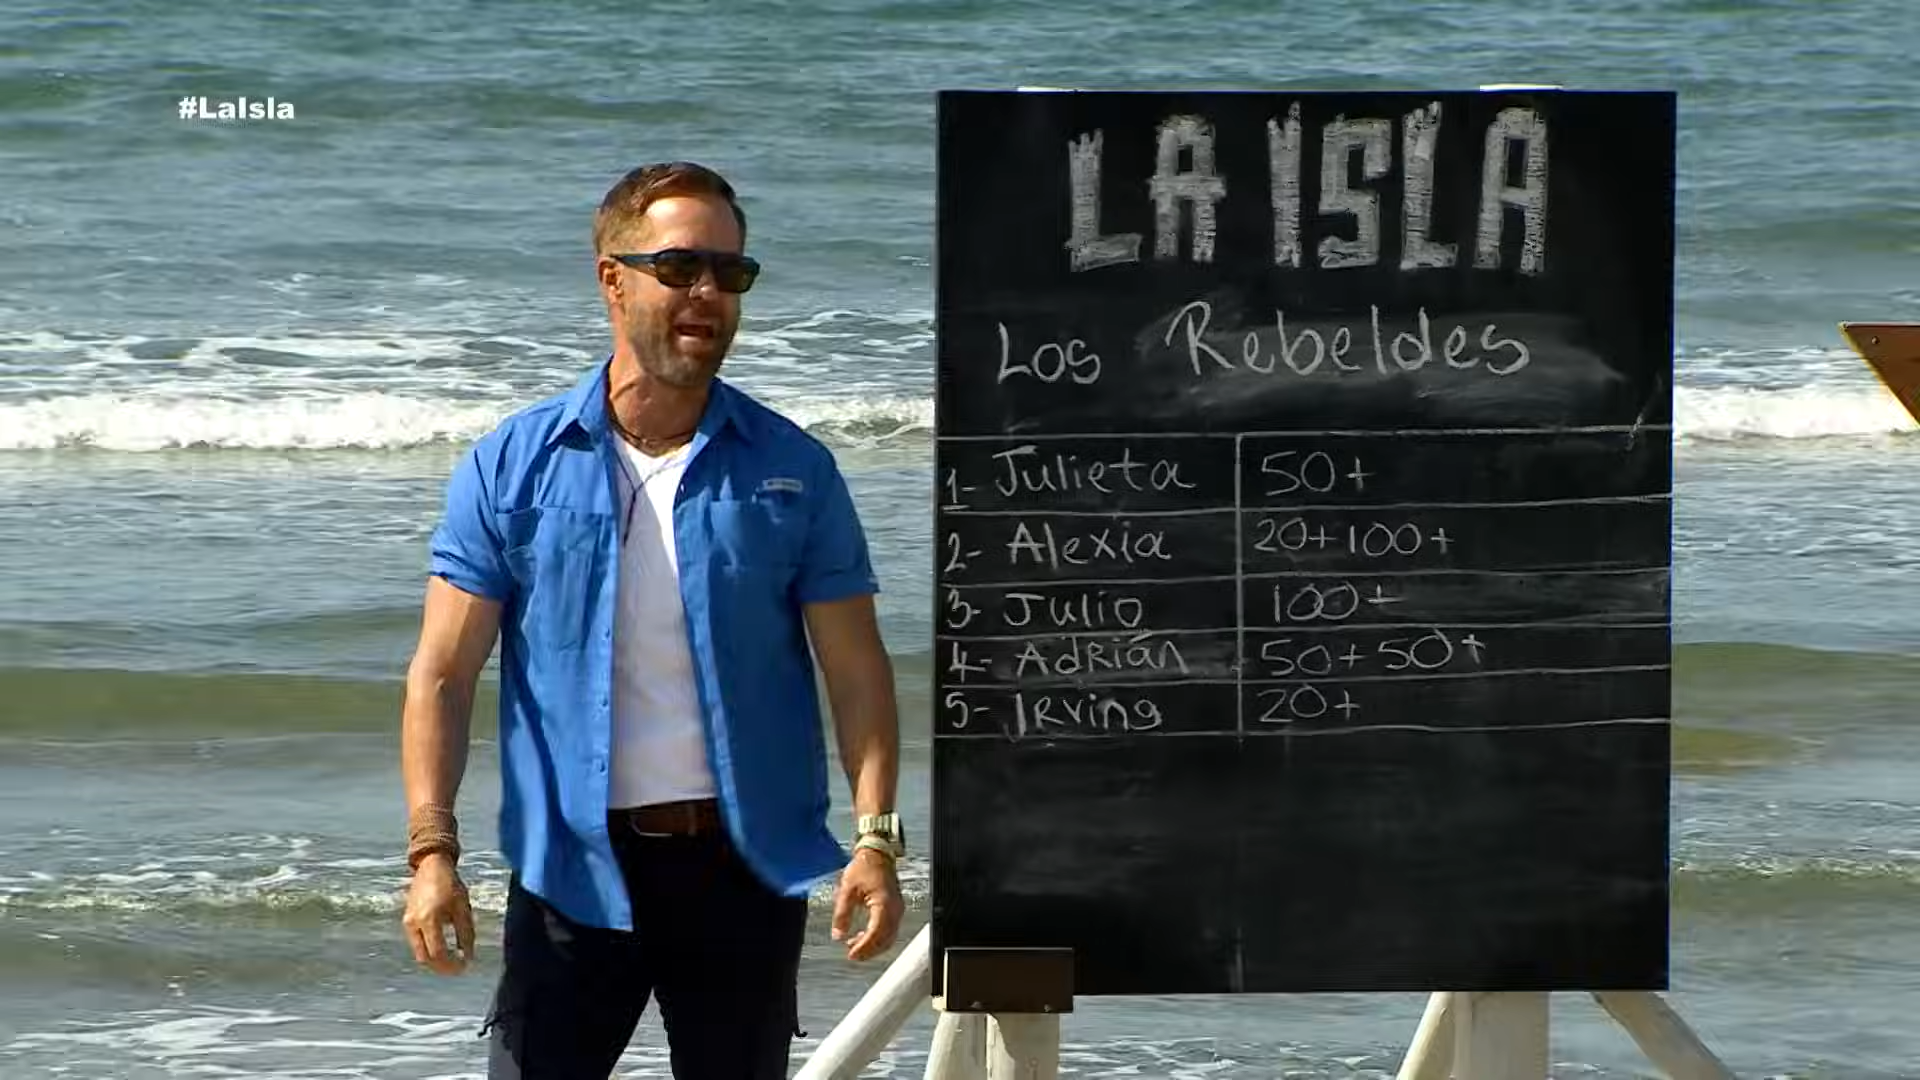 #LaIsla
LA ISLA
Los Rebeldes
1- Julieta 50+
2- Alexia 20+100+
3- Julio 100+
4- Adrián 50+50+
5- Irving 20+